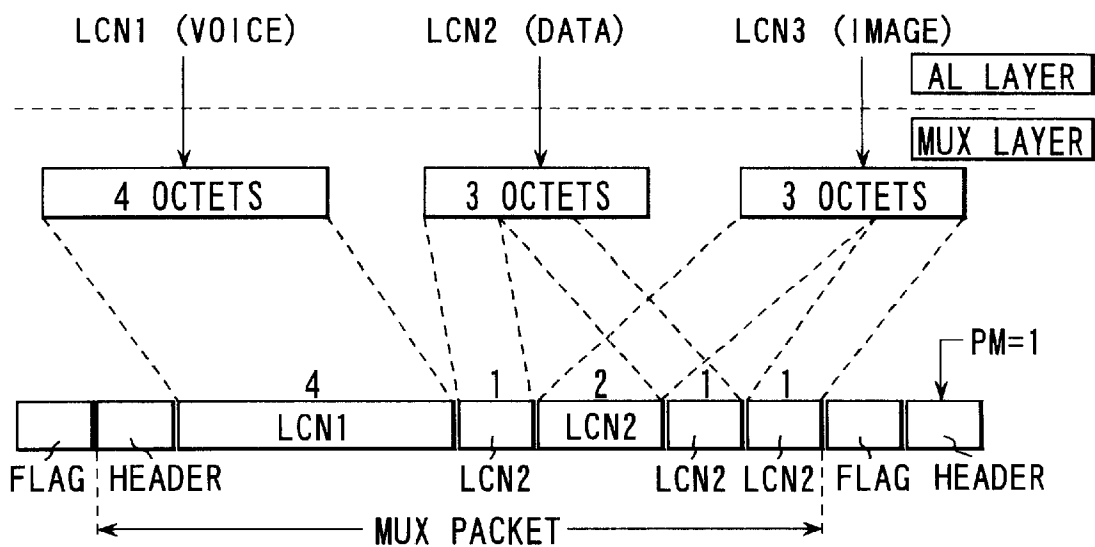 LCN1 (VOICE) LCN2 (DATA) LCN3 (IMAGE)
AL LAYER
MUX LAYER
4 OCTETS 3 OCTETS 3 OCTETS
PM=1
4 1 2 1 1
LCN1 LCN2
FLAG HEADER LCN2 LCN2 LCN2 FLAG HEADER
MUX PACKET